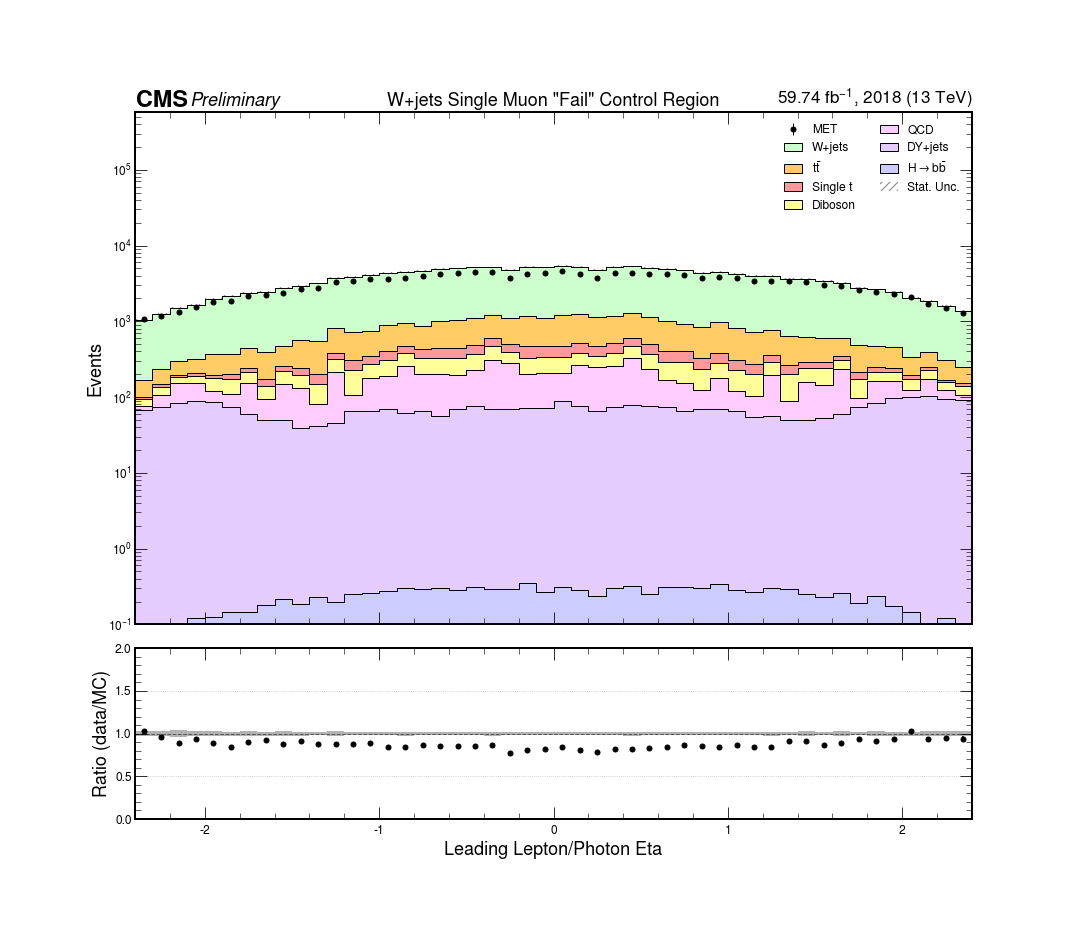 CMS Preliminary W+jets Single Muon "Fail" Control Region 59.74 fb⁻¹, 2018 (13 TeV)
MET QCD
W+jets DY+jets
tt̄ H→bb̄
Single t Stat. Unc.
Diboson
Events
10⁵
10⁴
10³
10²
10¹
10⁰
10⁻¹
Ratio (data/MC)
2.0
1.5
1.0
0.5
0.0
-2 -1 0 1 2
Leading Lepton/Photon Eta